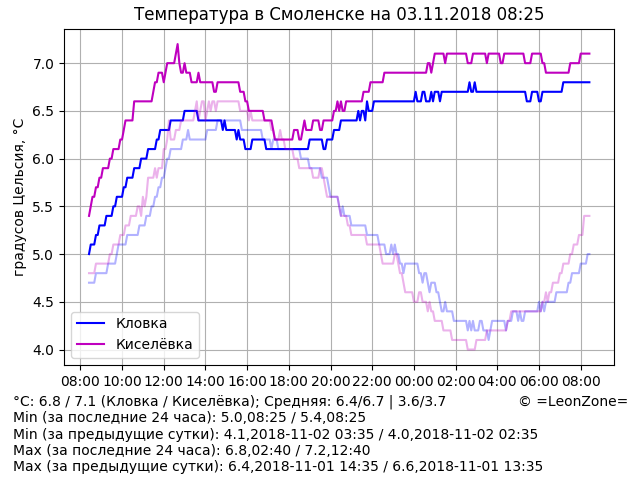 Температура в Смоленске на 03.11.2018 08:25
градусов Цельсия, °C
7.0
6.5
6.0
5.5
5.0
4.5
4.0
Кловка
Киселёвка
08:00 10:00 12:00 14:00 16:00 18:00 20:00 22:00 00:00 02:00 04:00 06:00 08:00
°C: 6.8 / 7.1 (Кловка / Киселёвка); Средняя: 6.4/6.7 | 3.6/3.7 © =LeonZone=
Min (за последние 24 часа): 5.0,08:25 / 5.4,08:25
Min (за предыдущие сутки): 4.1,2018-11-02 03:35 / 4.0,2018-11-02 02:35
Max (за последние 24 часа): 6.8,02:40 / 7.2,12:40
Max (за предыдущие сутки): 6.4,2018-11-01 14:35 / 6.6,2018-11-01 13:35